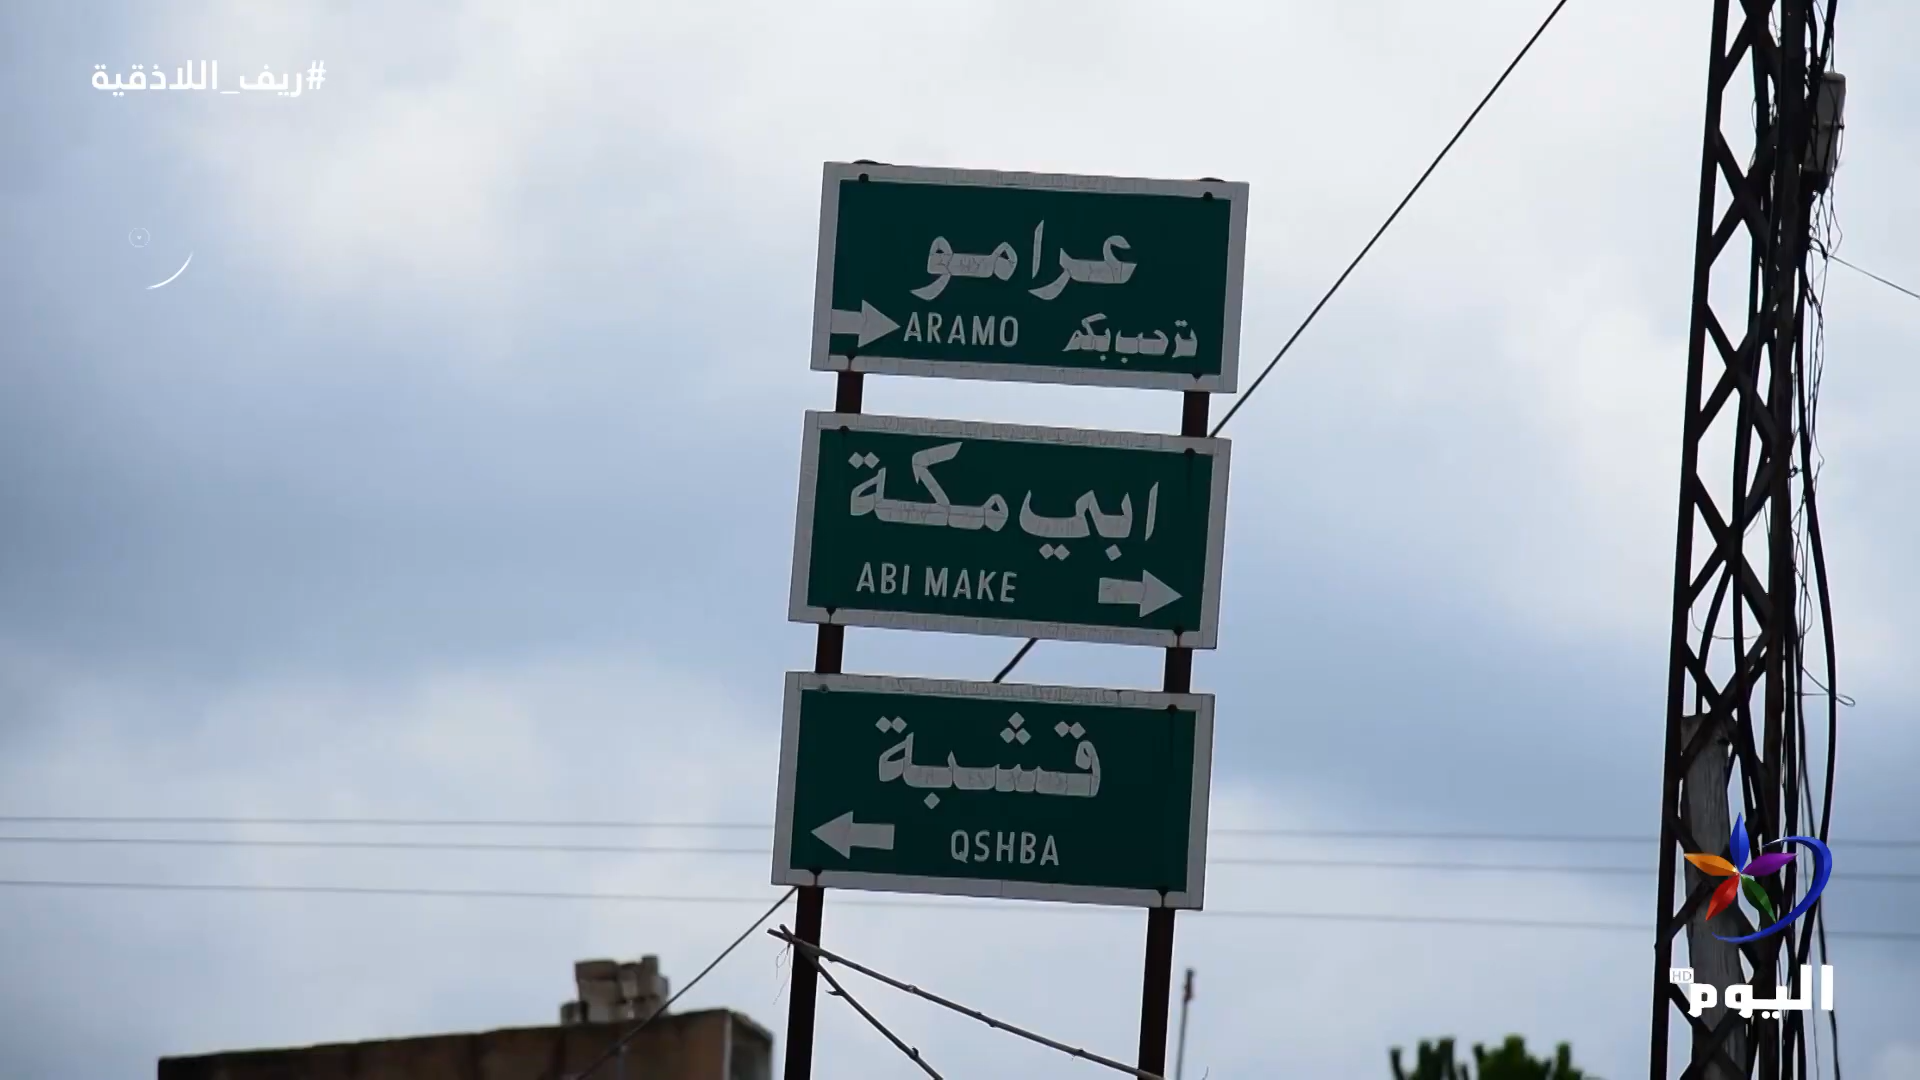 #ريف_اللاذقية
عرامو
ARAMO ترحب بكم
ابي مكة
ABI MAKE
قشبة
QSHBA
HD
اليوم